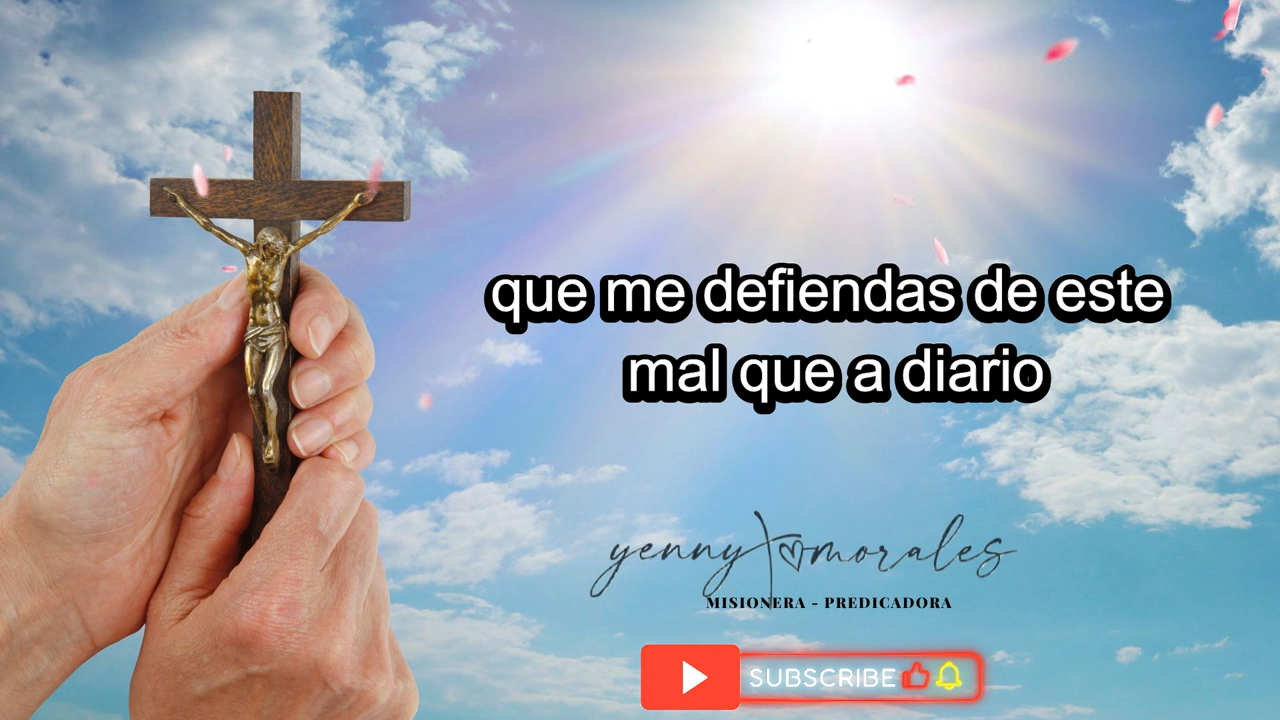 que me defiendas de este
mal que a diario
yenny morales
MISIONERA - PREDICADORA
SUBSCRIBE